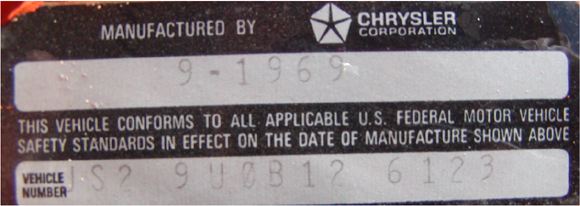 MANUFACTURED BY CHRYSLER
CORPORATION
9-1969
THIS VEHICLE CONFORMS TO ALL APPLICABLE U.S. FEDERAL MOTOR VEHICLE
SAFETY STANDARDS IN EFFECT ON THE DATE OF MANUFACTURE SHOWN ABOVE
VEHICLE
NUMBER JS2 9U0B12 6123